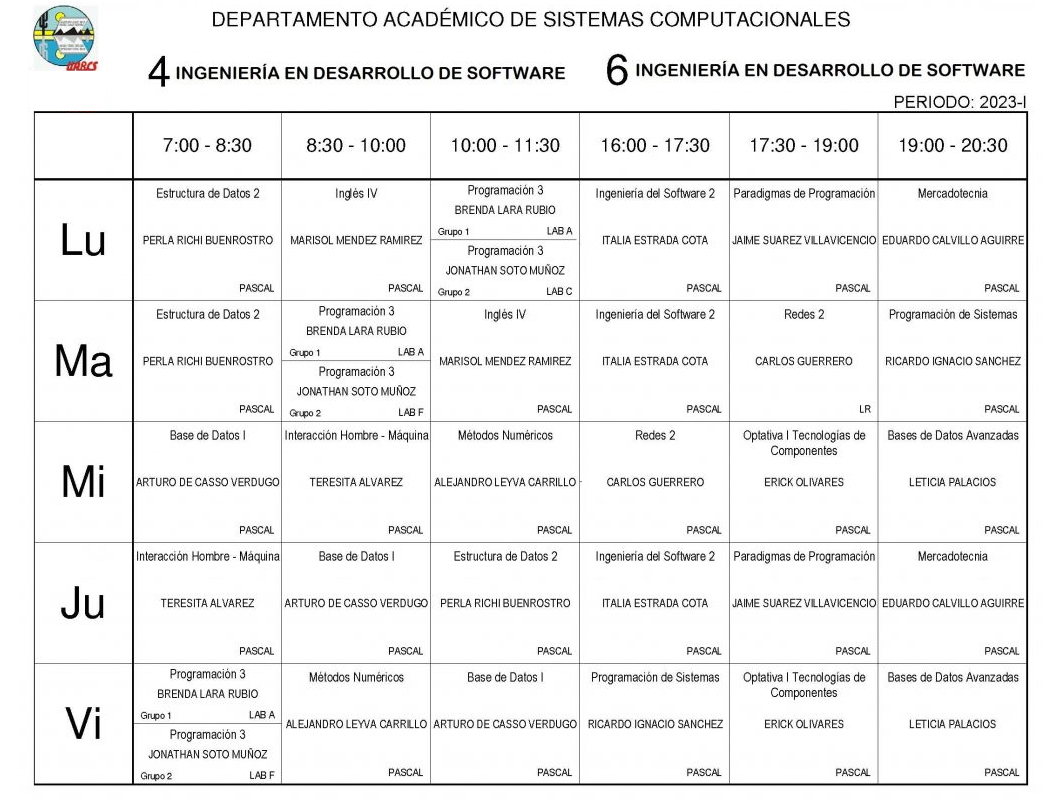 DEPARTAMENTO ACADÉMICO DE SISTEMAS COMPUTACIONALES
UABCS
4 INGENIERÍA EN DESARROLLO DE SOFTWARE
6 INGENIERÍA EN DESARROLLO DE SOFTWARE
PERIODO: 2023-I
7:00 - 8:30
8:30 - 10:00
10:00 - 11:30
16:00 - 17:30
17:30 - 19:00
19:00 - 20:30
Lu
Estructura de Datos 2
PERLA RICHI BUENROSTRO
PASCAL
Inglés IV
MARISOL MENDEZ RAMIREZ
PASCAL
Programación 3
BRENDA LARA RUBIO
Grupo 1 LAB A
Programación 3
JONATHAN SOTO MUÑOZ
Grupo 2 LAB C
Ingeniería del Software 2
ITALIA ESTRADA COTA
PASCAL
Paradigmas de Programación
JAIME SUAREZ VILLAVICENCIO
PASCAL
Mercadotecnia
EDUARDO CALVILLO AGUIRRE
PASCAL
Ma
Estructura de Datos 2
PERLA RICHI BUENROSTRO
PASCAL
Programación 3
BRENDA LARA RUBIO
Grupo 1 LAB A
Programación 3
JONATHAN SOTO MUÑOZ
Grupo 2 LAB F
Inglés IV
MARISOL MENDEZ RAMIREZ
PASCAL
Ingeniería del Software 2
ITALIA ESTRADA COTA
PASCAL
Redes 2
CARLOS GUERRERO
LR
Programación de Sistemas
RICARDO IGNACIO SANCHEZ
PASCAL
Mi
Base de Datos I
ARTURO DE CASSO VERDUGO
PASCAL
Interacción Hombre - Máquina
TERESITA ALVAREZ
PASCAL
Métodos Numéricos
ALEJANDRO LEYVA CARRILLO
PASCAL
Redes 2
CARLOS GUERRERO
PASCAL
Optativa I Tecnologías de
Componentes
ERICK OLIVARES
PASCAL
Bases de Datos Avanzadas
LETICIA PALACIOS
PASCAL
Ju
Interacción Hombre - Máquina
TERESITA ALVAREZ
PASCAL
Base de Datos I
ARTURO DE CASSO VERDUGO
PASCAL
Estructura de Datos 2
PERLA RICHI BUENROSTRO
PASCAL
Ingeniería del Software 2
ITALIA ESTRADA COTA
PASCAL
Paradigmas de Programación
JAIME SUAREZ VILLAVICENCIO
PASCAL
Mercadotecnia
EDUARDO CALVILLO AGUIRRE
PASCAL
Vi
Programación 3
BRENDA LARA RUBIO
Grupo 1 LAB A
Programación 3
JONATHAN SOTO MUÑOZ
Grupo 2 LAB F
Métodos Numéricos
ALEJANDRO LEYVA CARRILLO
PASCAL
Base de Datos I
ARTURO DE CASSO VERDUGO
PASCAL
Programación de Sistemas
RICARDO IGNACIO SANCHEZ
PASCAL
Optativa I Tecnologías de
Componentes
ERICK OLIVARES
PASCAL
Bases de Datos Avanzadas
LETICIA PALACIOS
PASCAL